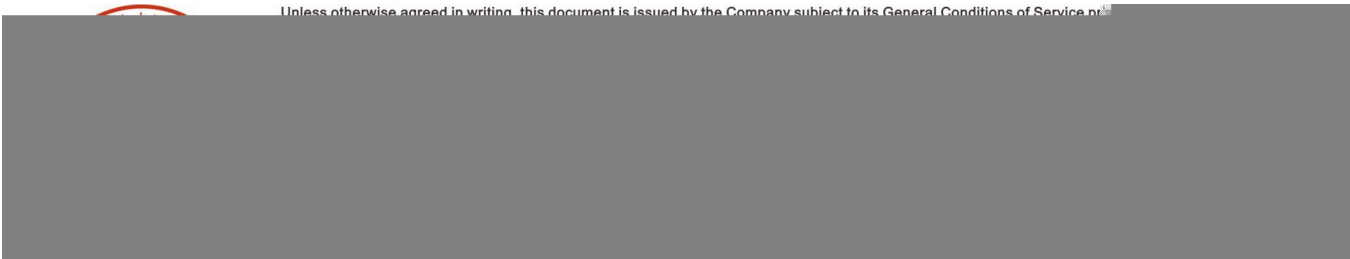 Unless otherwise agreed in writing, this document is issued by the Company subject to its General Conditions of Service